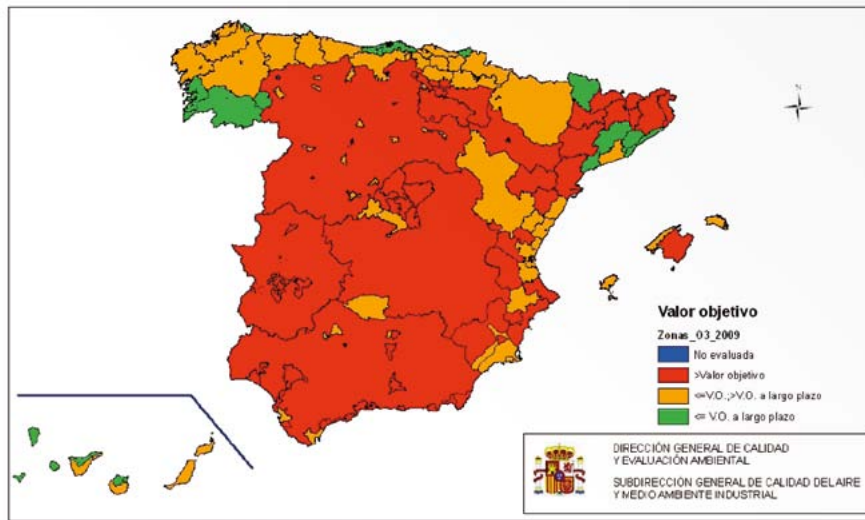 N
Valor objetivo
Zonas_O3_2009
No evaluada
>Valor objetivo
<=V.O.;>V.O. a largo plazo
<= V.O. a largo plazo
DIRECCIÓN GENERAL DE CALIDAD
Y EVALUACIÓN AMBIENTAL
SUBDIRECCIÓN GENERAL DE CALIDAD DEL AIRE
Y MEDIO AMBIENTE INDUSTRIAL